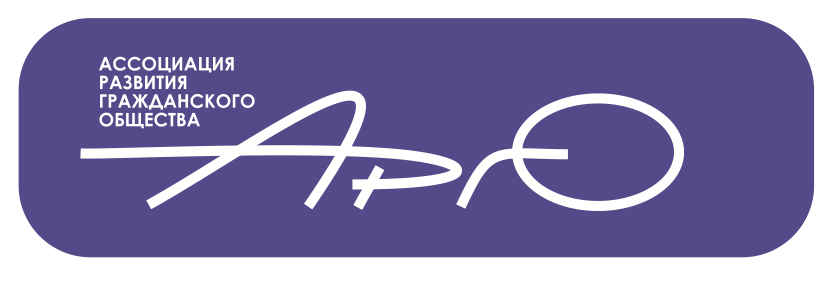 АССОЦИАЦИЯ
РАЗВИТИЯ
ГРАЖДАНСКОГО
ОБЩЕСТВА
АРГО